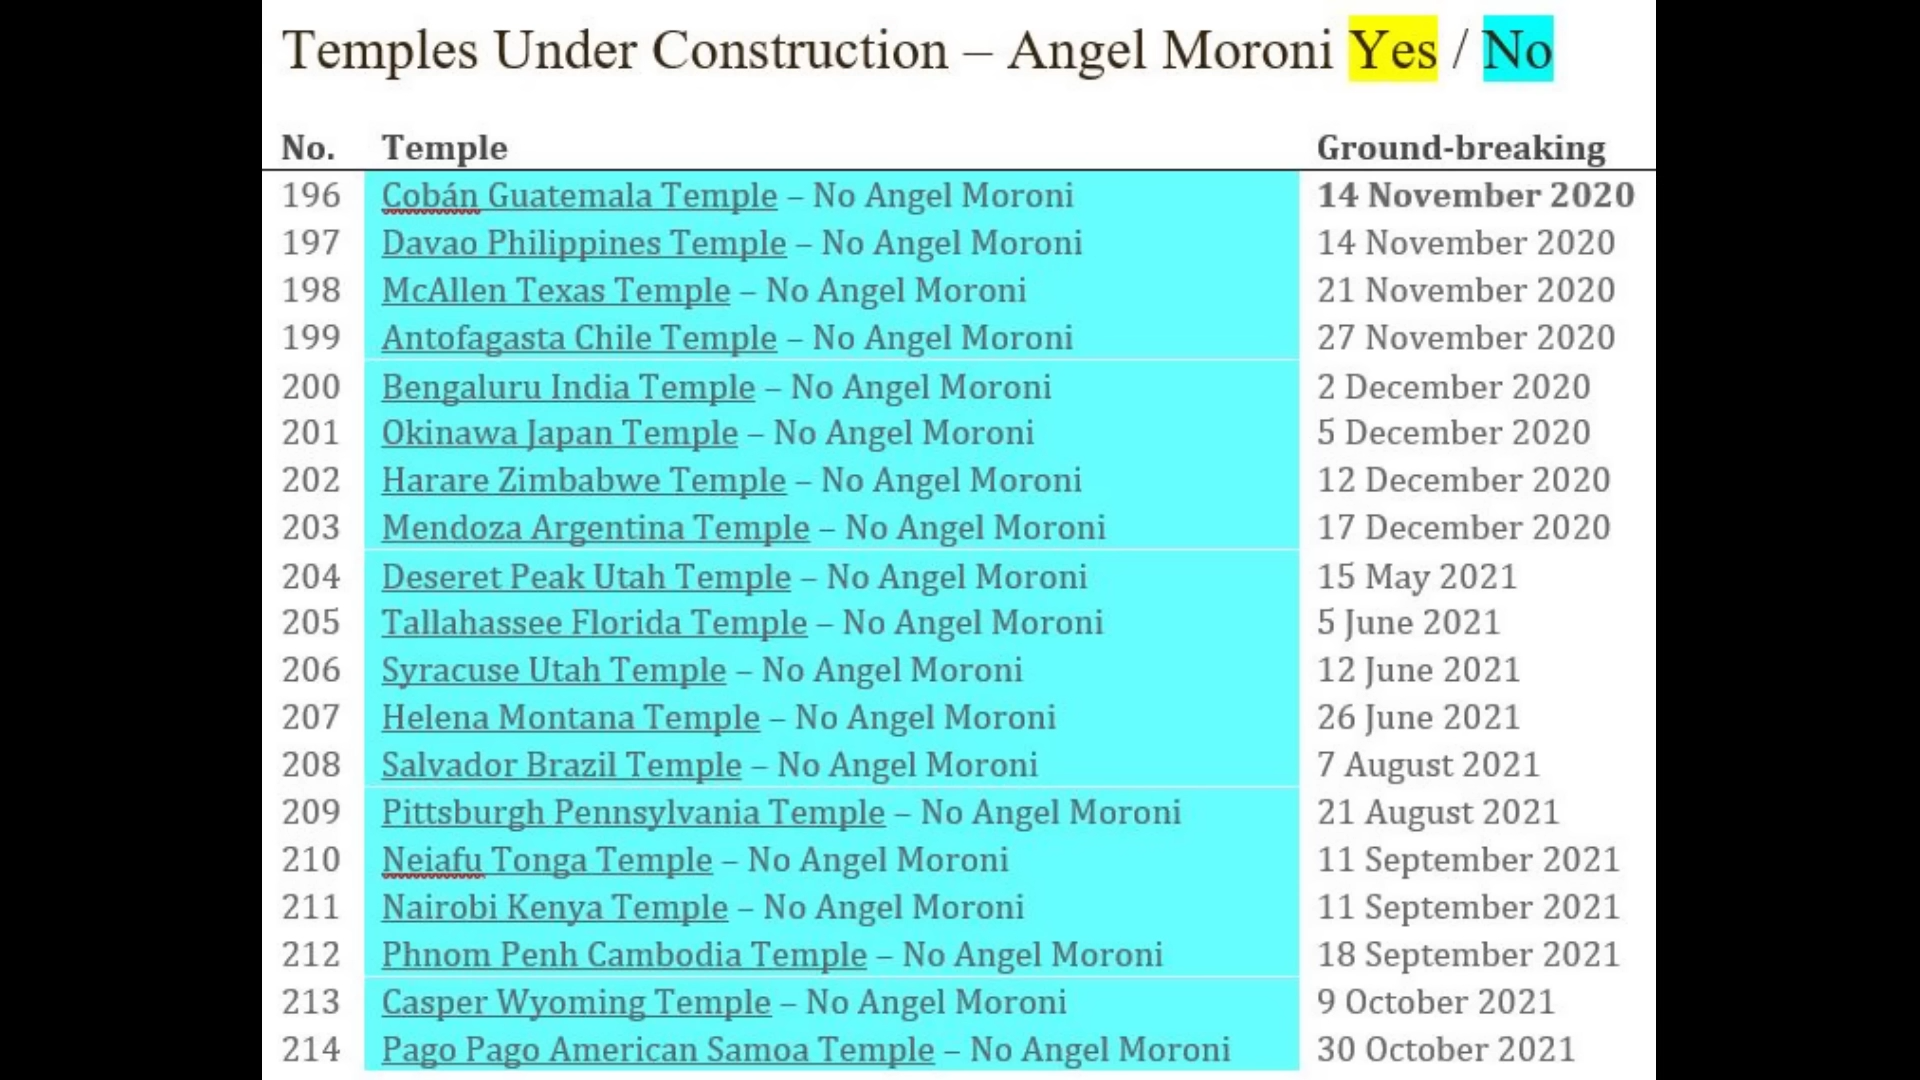 Temples Under Construction – Angel Moroni Yes / No
No. Temple Ground-breaking
196 Cobán Guatemala Temple – No Angel Moroni 14 November 2020
197 Davao Philippines Temple – No Angel Moroni 14 November 2020
198 McAllen Texas Temple – No Angel Moroni 21 November 2020
199 Antofagasta Chile Temple – No Angel Moroni 27 November 2020
200 Bengaluru India Temple – No Angel Moroni 2 December 2020
201 Okinawa Japan Temple – No Angel Moroni 5 December 2020
202 Harare Zimbabwe Temple – No Angel Moroni 12 December 2020
203 Mendoza Argentina Temple – No Angel Moroni 17 December 2020
204 Deseret Peak Utah Temple – No Angel Moroni 15 May 2021
205 Tallahassee Florida Temple – No Angel Moroni 5 June 2021
206 Syracuse Utah Temple – No Angel Moroni 12 June 2021
207 Helena Montana Temple – No Angel Moroni 26 June 2021
208 Salvador Brazil Temple – No Angel Moroni 7 August 2021
209 Pittsburgh Pennsylvania Temple – No Angel Moroni 21 August 2021
210 Neiafu Tonga Temple – No Angel Moroni 11 September 2021
211 Nairobi Kenya Temple – No Angel Moroni 11 September 2021
212 Phnom Penh Cambodia Temple – No Angel Moroni 18 September 2021
213 Casper Wyoming Temple – No Angel Moroni 9 October 2021
214 Pago Pago American Samoa Temple – No Angel Moroni 30 October 2021